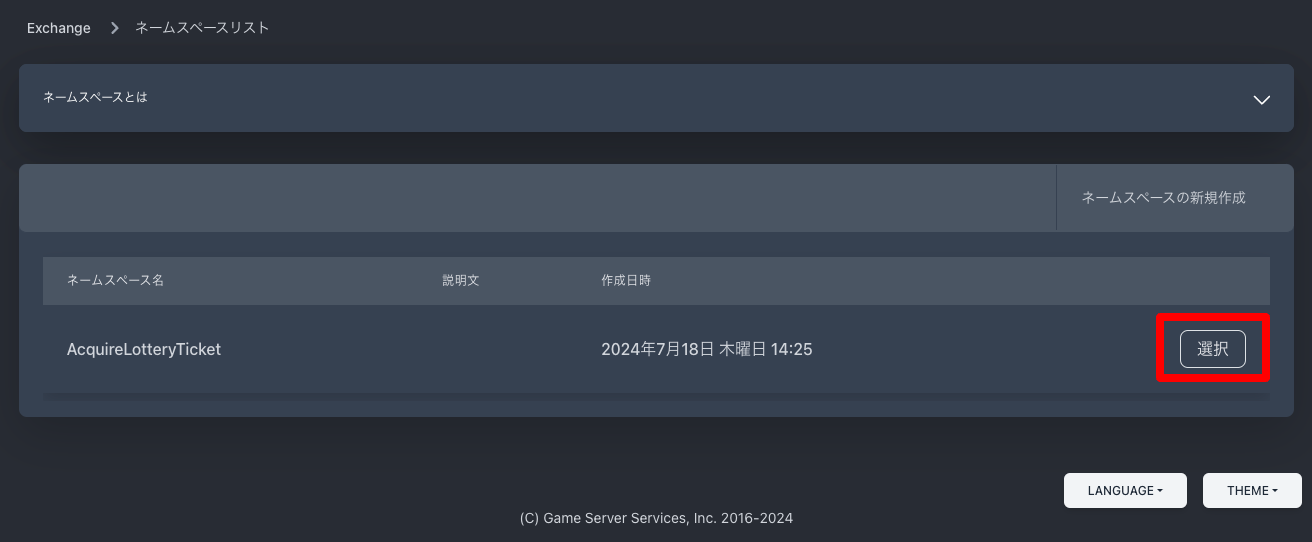 Exchange ネームスペースリスト
ネームスペースとは
ネームスペースの新規作成
ネームスペース名 説明文 作成日時
AcquireLotteryTicket 2024年7月18日 木曜日 14:25 選択
LANGUAGE THEME
(C) Game Server Services, Inc. 2016-2024